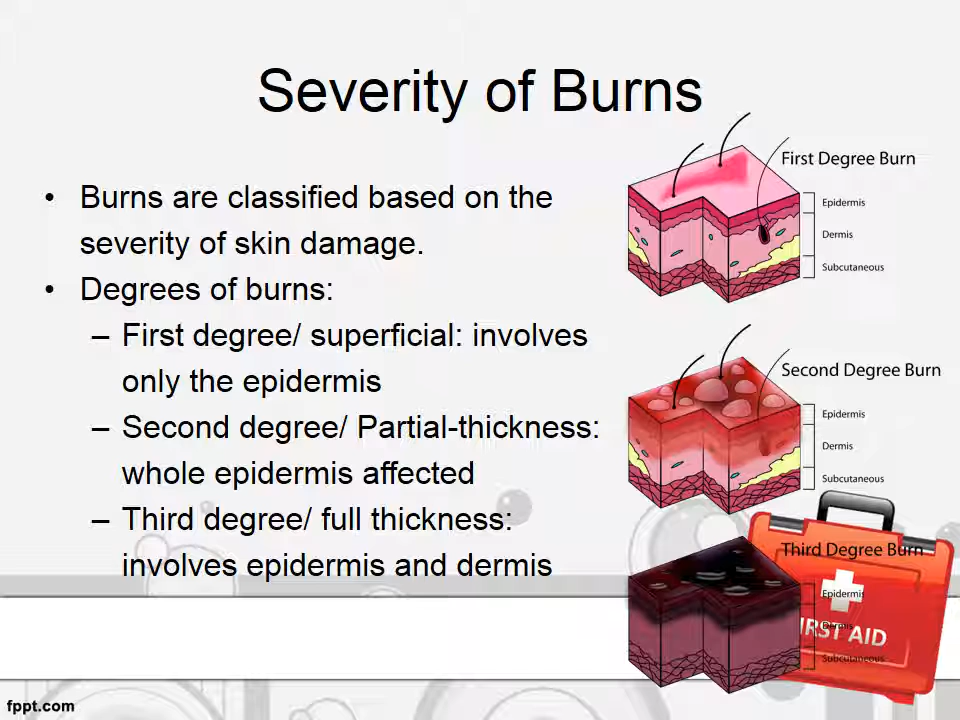 Severity of Burns
• Burns are classified based on the
severity of skin damage.
• Degrees of burns:
– First degree/ superficial: involves
only the epidermis
– Second degree/ Partial-thickness:
whole epidermis affected
– Third degree/ full thickness:
involves epidermis and dermis
First Degree Burn
Epidermis
Dermis
Subcutaneous
Second Degree Burn
Epidermis
Dermis
Subcutaneous
Third Degree Burn
Epidermis
Dermis
FIRST AID
Subcutaneous
fppt.com